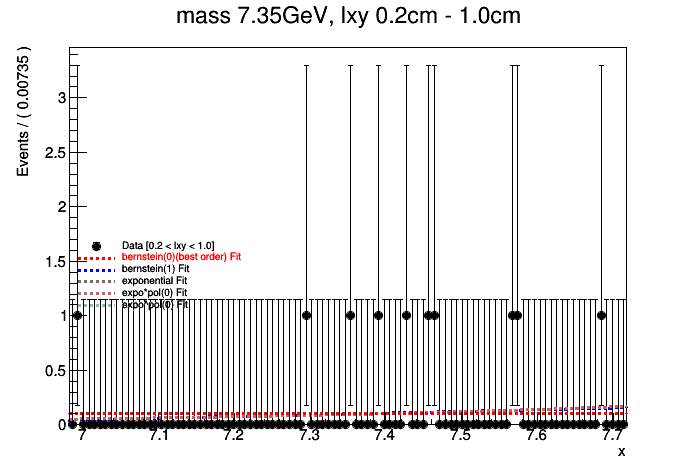 mass 7.35GeV, lxy 0.2cm - 1.0cm
Events / ( 0.00735 )
3
2.5
2
1.5
1
0.5
0
Data [0.2 < lxy < 1.0]
bernstein(0)(best order) Fit
bernstein(1) Fit
exponential Fit
expo*pol(0) Fit
expo*pol(0) Fit
7 7.1 7.2 7.3 7.4 7.5 7.6 7.7
x